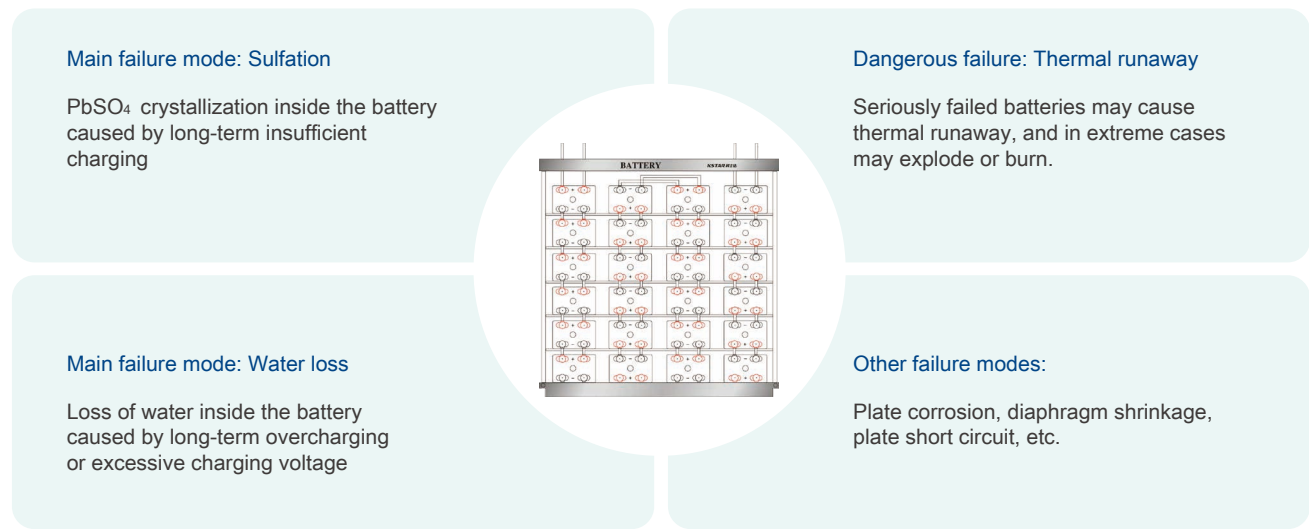 Main failure mode: Sulfation
PbSO₄ crystallization inside the battery
caused by long-term insufficient
charging
Dangerous failure: Thermal runaway
Seriously failed batteries may cause
thermal runaway, and in extreme cases
may explode or burn.
BATTERY
Main failure mode: Water loss
Loss of water inside the battery
caused by long-term overcharging
or excessive charging voltage
Other failure modes:
Plate corrosion, diaphragm shrinkage,
plate short circuit, etc.